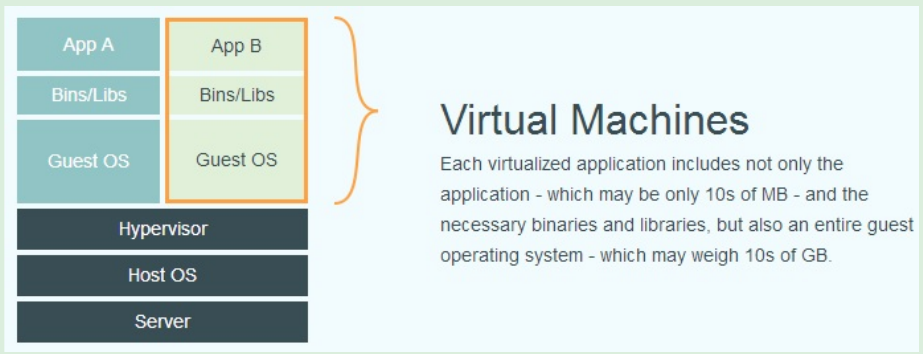 App A
App B
Bins/Libs
Bins/Libs
Guest OS
Guest OS
Hypervisor
Host OS
Server
Virtual Machines
Each virtualized application includes not only the
application - which may be only 10s of MB - and the
necessary binaries and libraries, but also an entire guest
operating system - which may weigh 10s of GB.